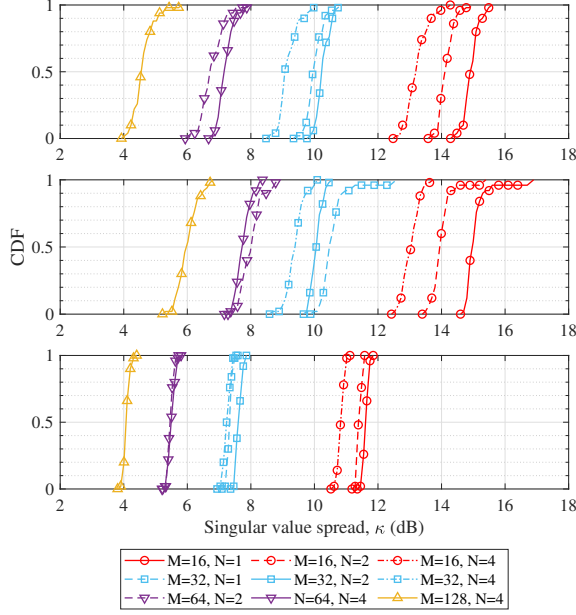 1
0.5
0
2 4 6 8 10 12 14 16 18
1
CDF
0.5
0
2 4 6 8 10 12 14 16 18
1
0.5
0
2 4 6 8 10 12 14 16 18
Singular value spread, κ (dB)
M=16, N=1 M=16, N=2 M=16, N=4
M=32, N=1 M=32, N=2 M=32, N=4
M=64, N=2 N=64, N=4 M=128, N=4